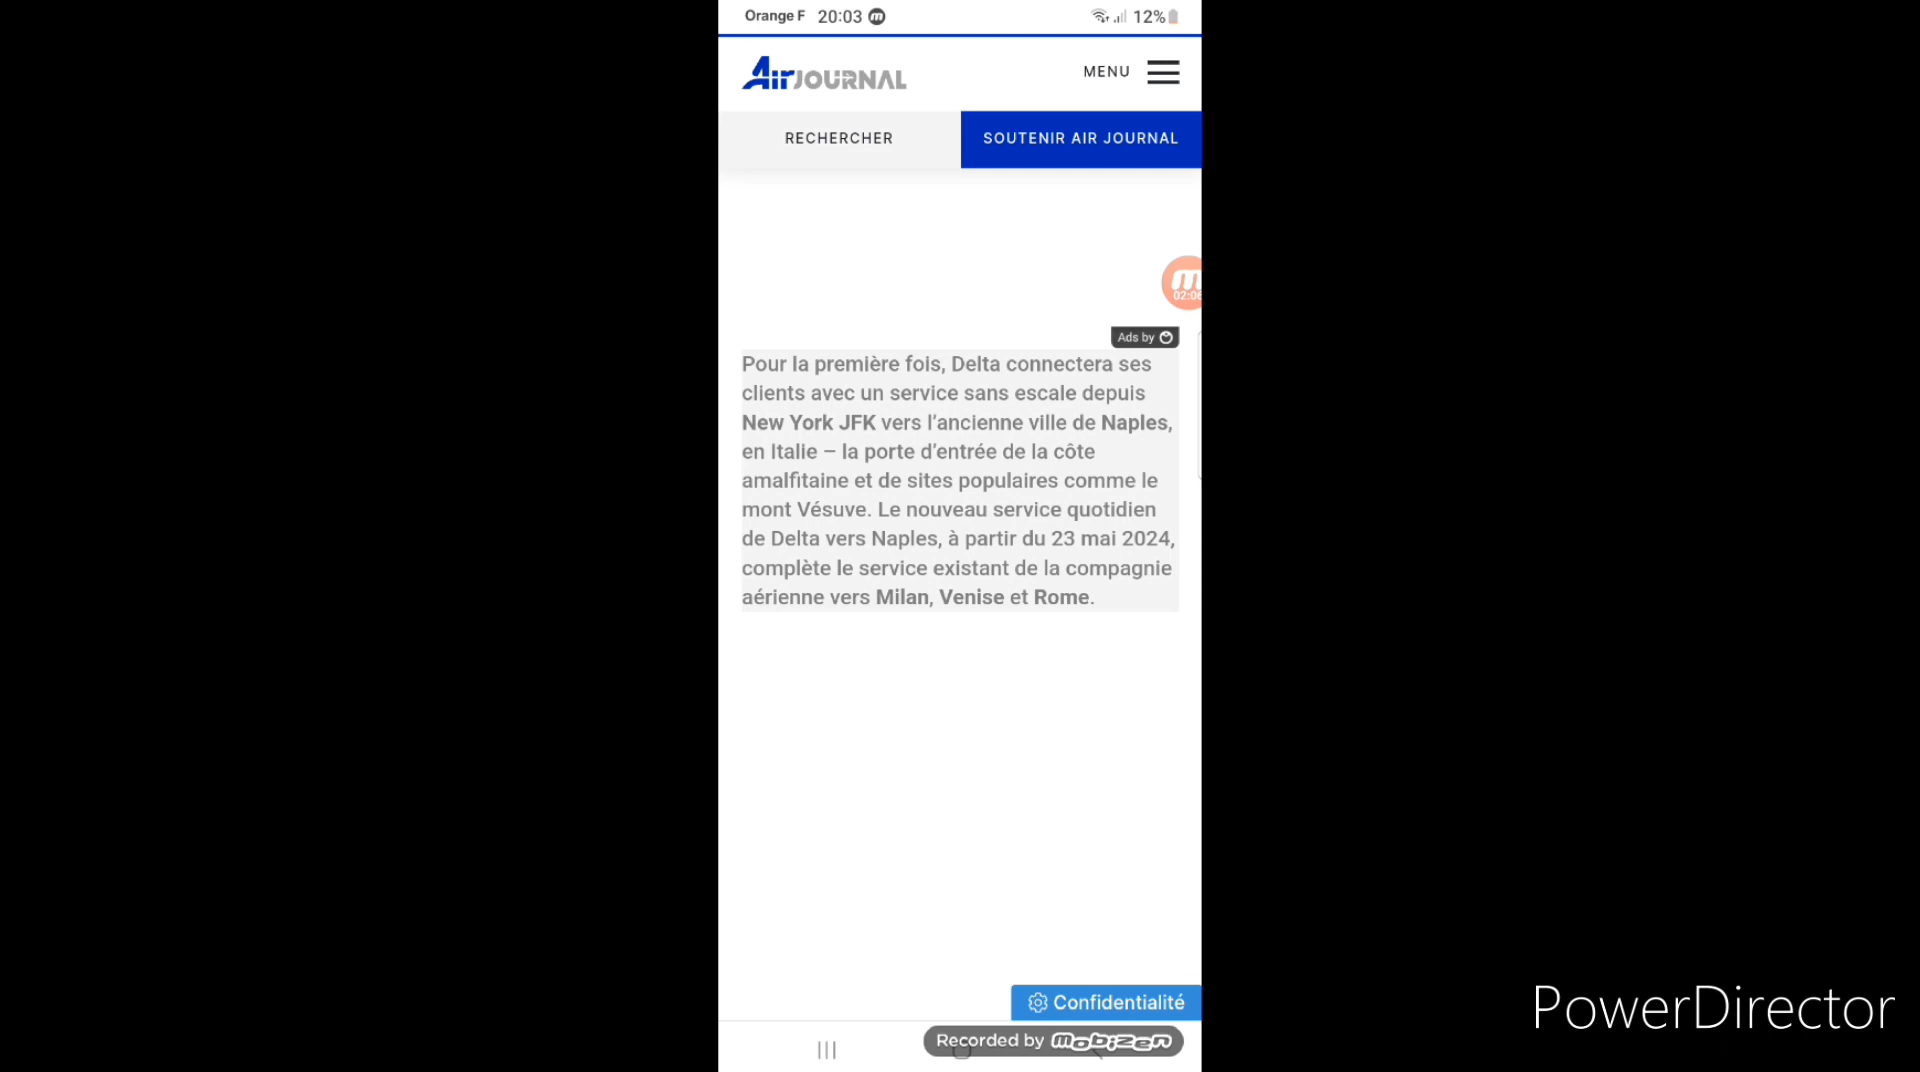 Orange F 20:03 12%
AirJOURNAL MENU
RECHERCHER SOUTENIR AIR JOURNAL
02:06
Ads by
Pour la première fois, Delta connectera ses
clients avec un service sans escale depuis
New York JFK vers l’ancienne ville de Naples,
en Italie – la porte d’entrée de la côte
amalfitaine et de sites populaires comme le
mont Vésuve. Le nouveau service quotidien
de Delta vers Naples, à partir du 23 mai 2024,
complète le service existant de la compagnie
aérienne vers Milan, Venise et Rome.
Confidentialité
Recorded by mobizen
PowerDirector